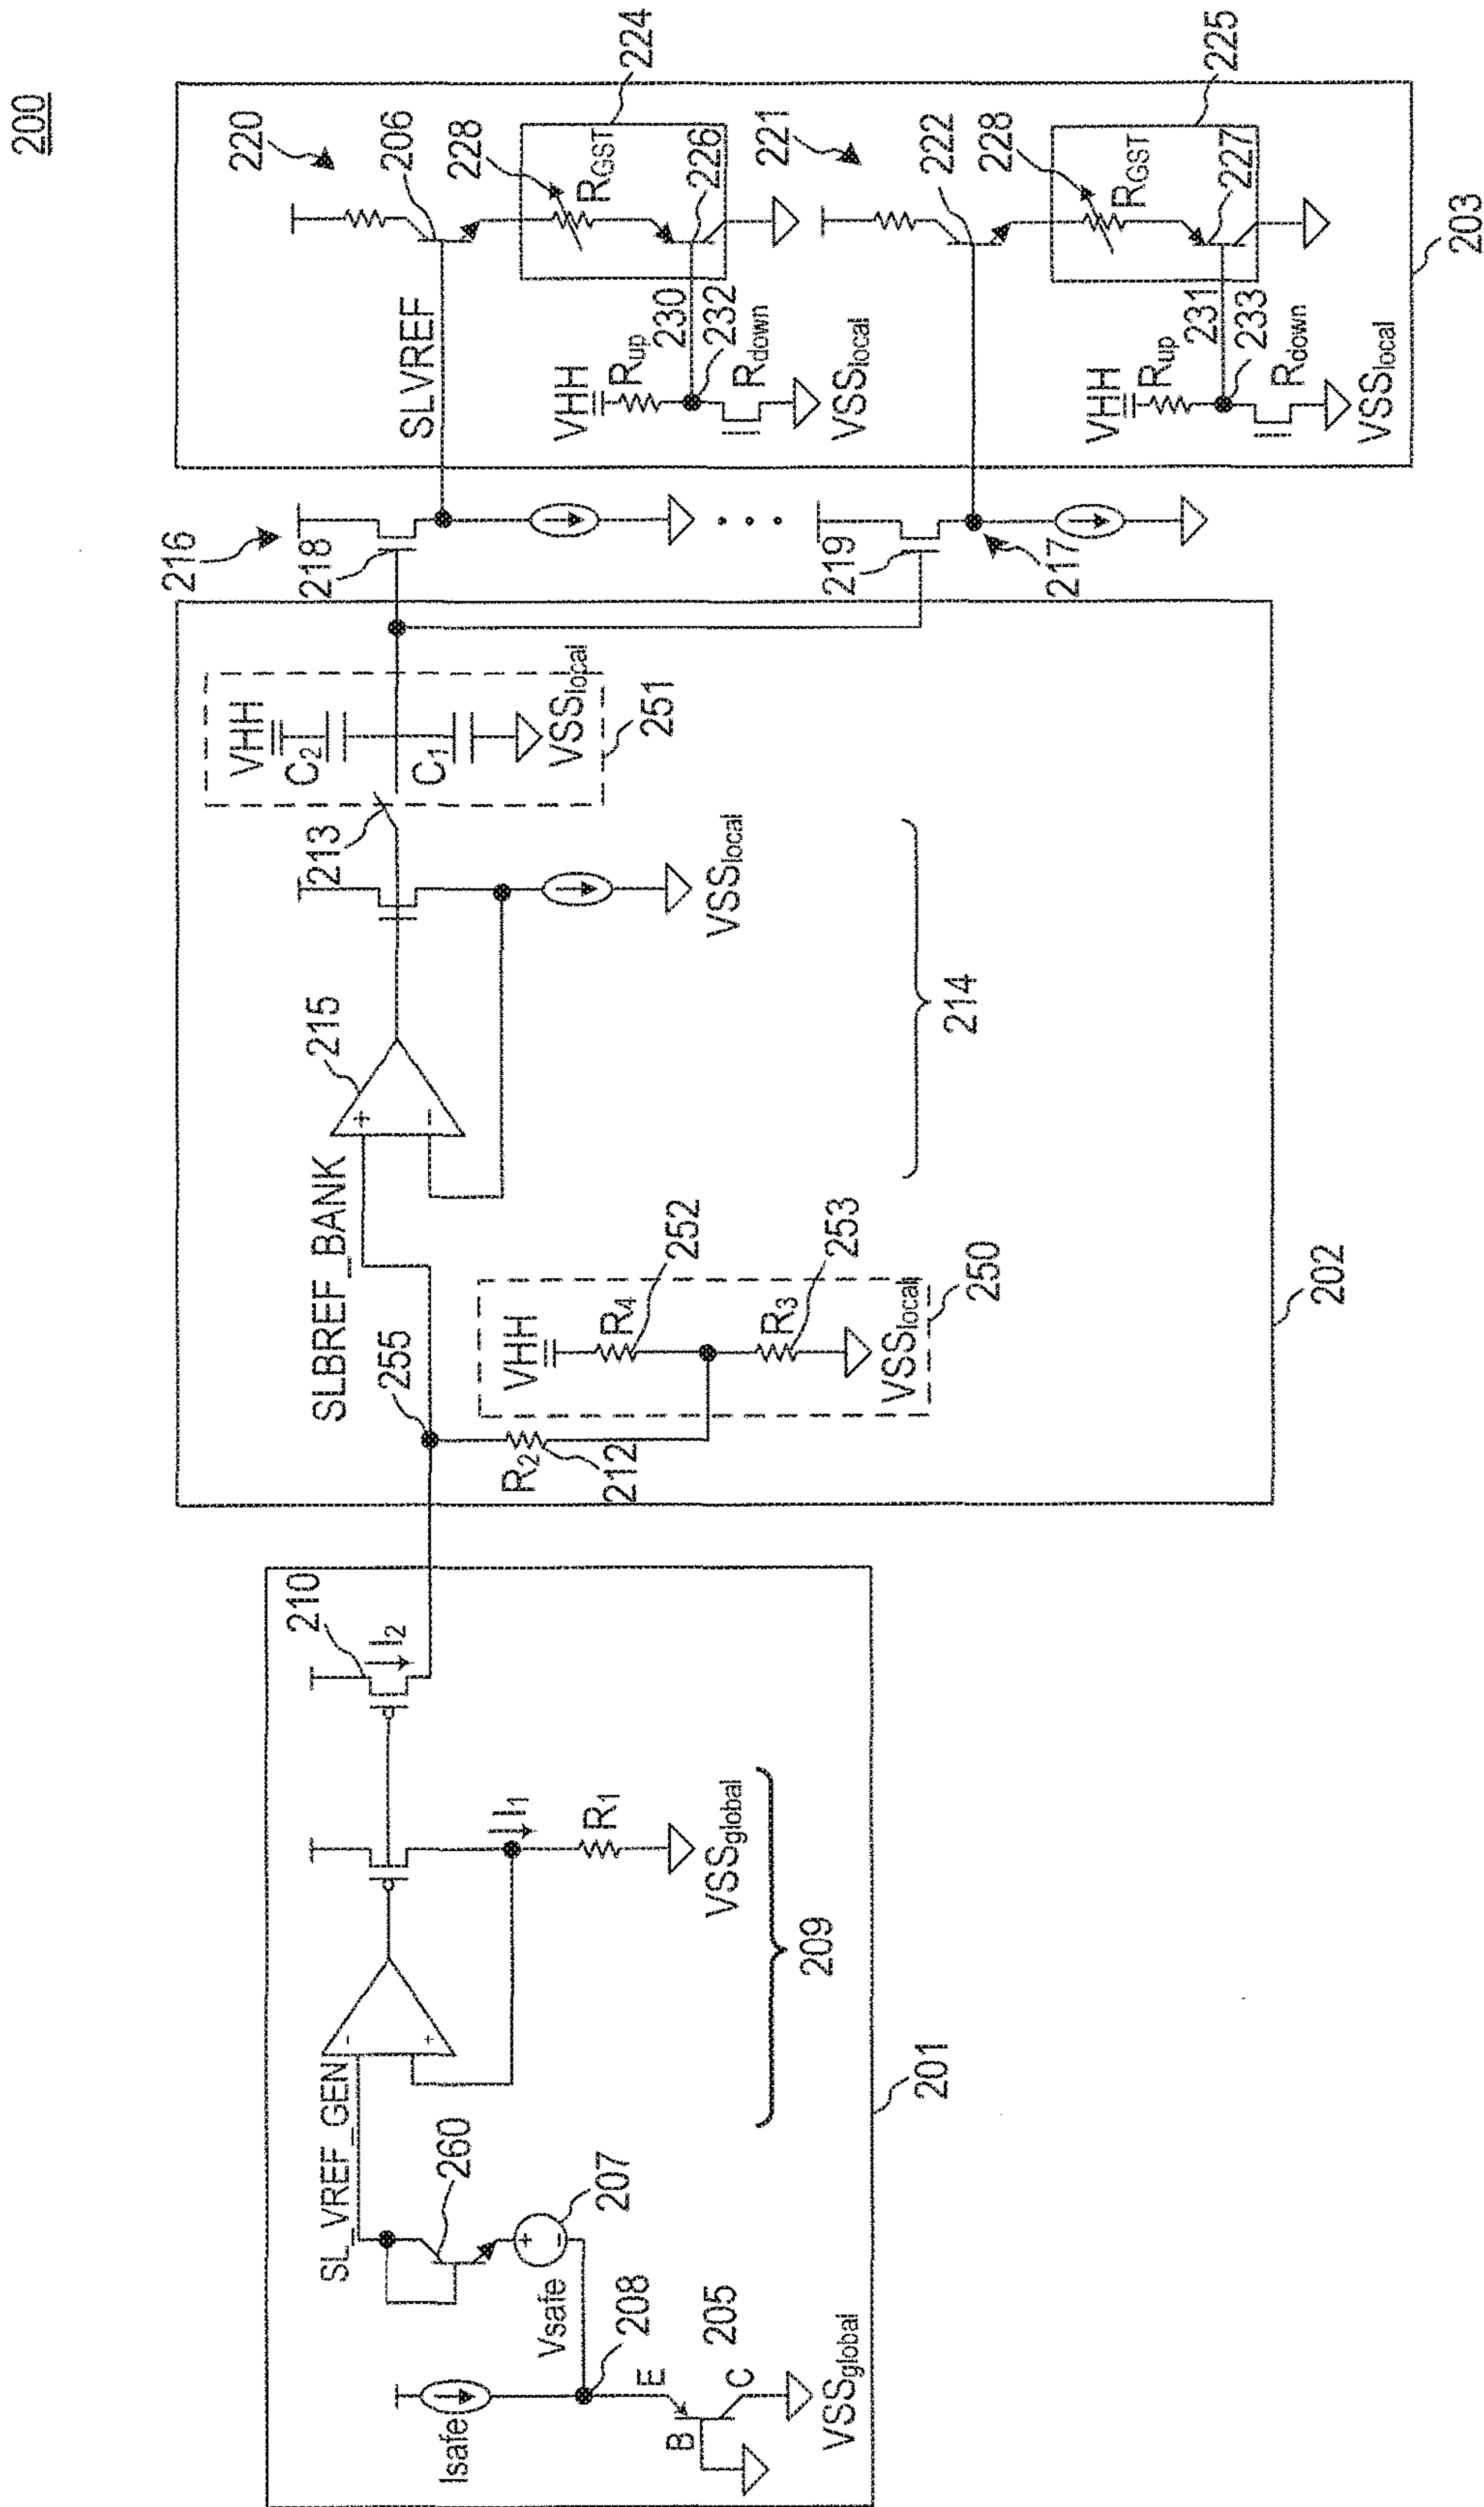 200
201
Isafe
B
E
C
205
VSSglobal
208
Vsafe
207
+
−
260
SL_VREF_GEN
-
+
209
I1
R1
VSSglobal
210
I2
202
255
R2
212
VHH
R4
252
R3
253
VSSlocal
250
SLBREF_BANK
215
+
−
214
VSSlocal
213
VHH
C2
C1
VSSlocal
251
216
218
219
217
203
SLVREF
220
206
228
RGST
224
226
VHH
Rup
230
232
Rdown
VSSlocal
221
222
228
RGST
225
227
VHH
Rup
231
233
Rdown
VSSlocal